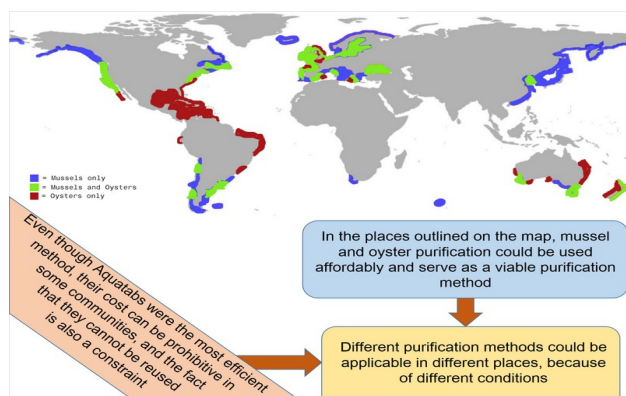 = Mussels only
= Mussels and Oysters
= Oysters only
Even though Aquatabs were the most efficient
method, their cost can be prohibitive in
some communities, and the fact
that they cannot be reused
is also a constraint
In the places outlined on the map, mussel
and oyster purification could be used
affordably and serve as a viable purification
method
Different purification methods could be
applicable in different places, because
of different conditions